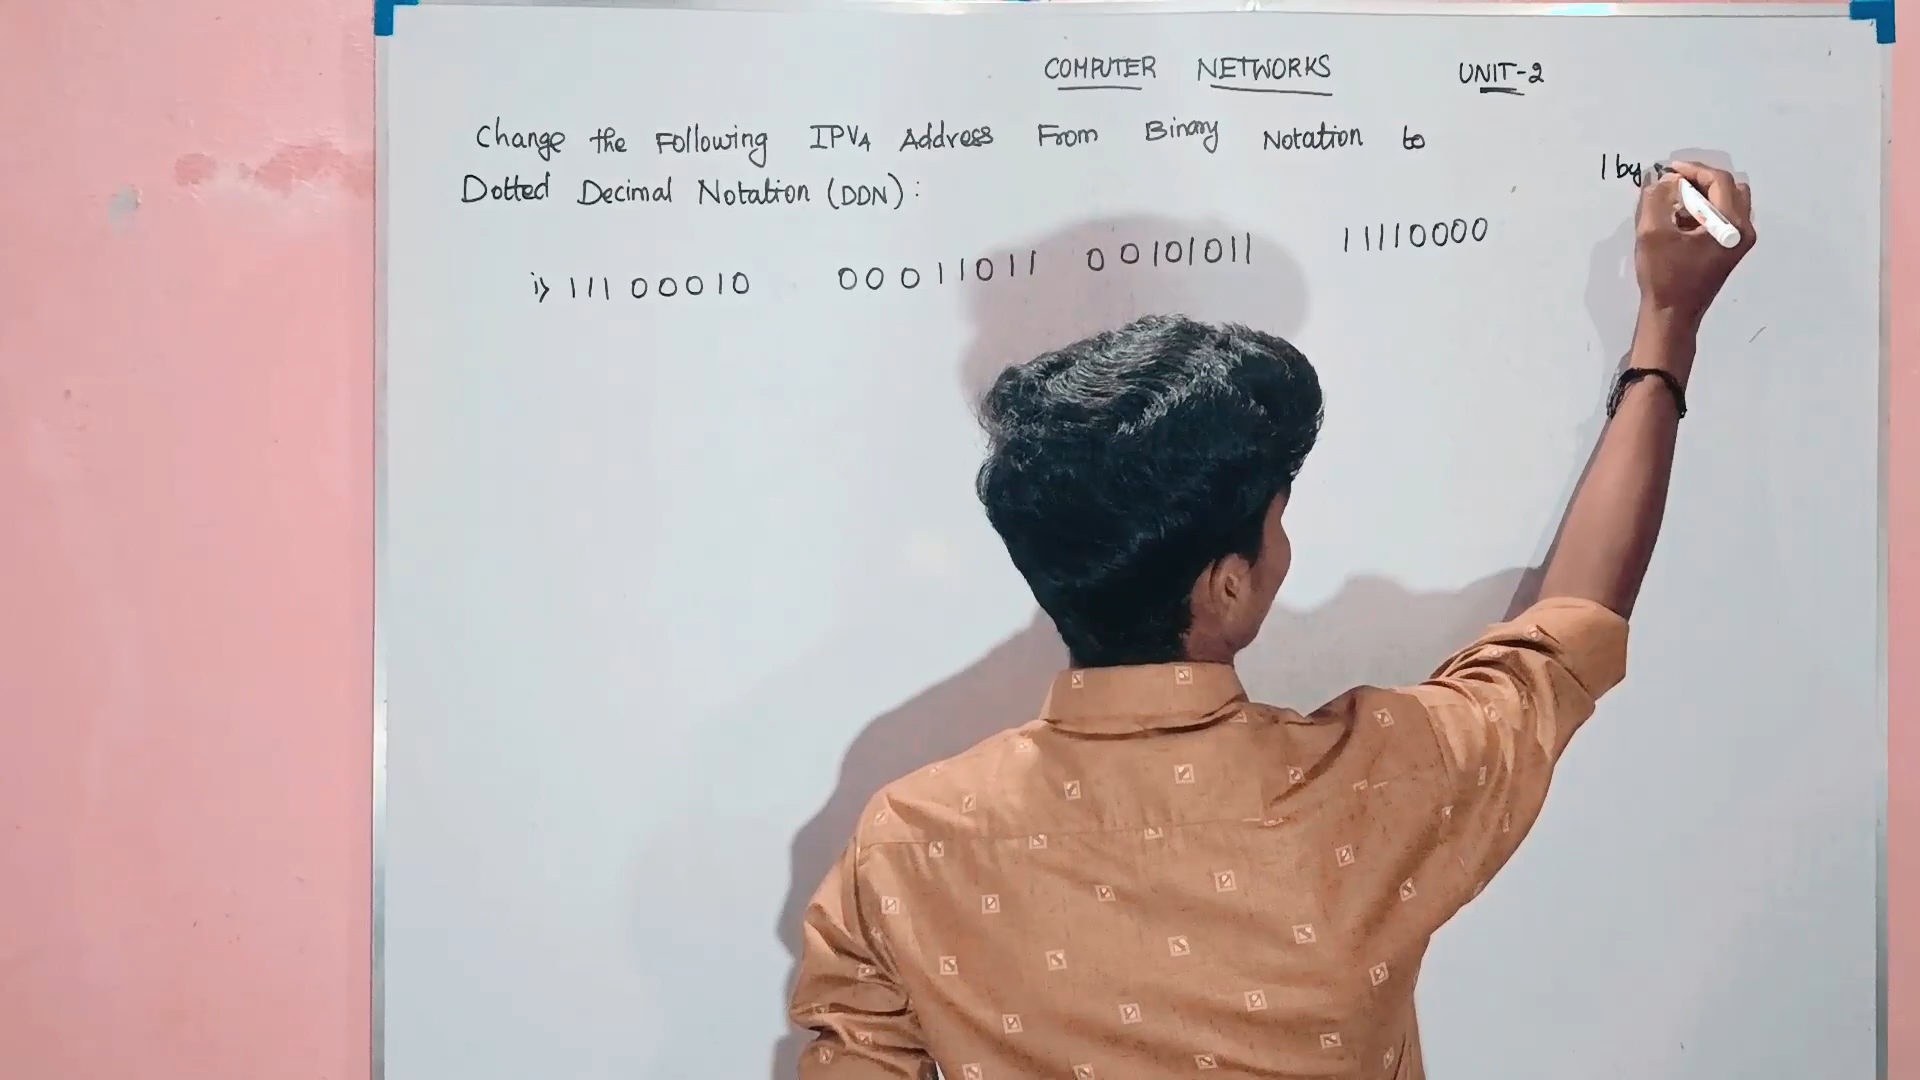 COMPUTER NETWORKS UNIT-2
Change the Following IPV4 Address From Binary Notation to
Dotted Decimal Notation (DDN):
i> 11100010 00011011 00101011 11110000
1 by